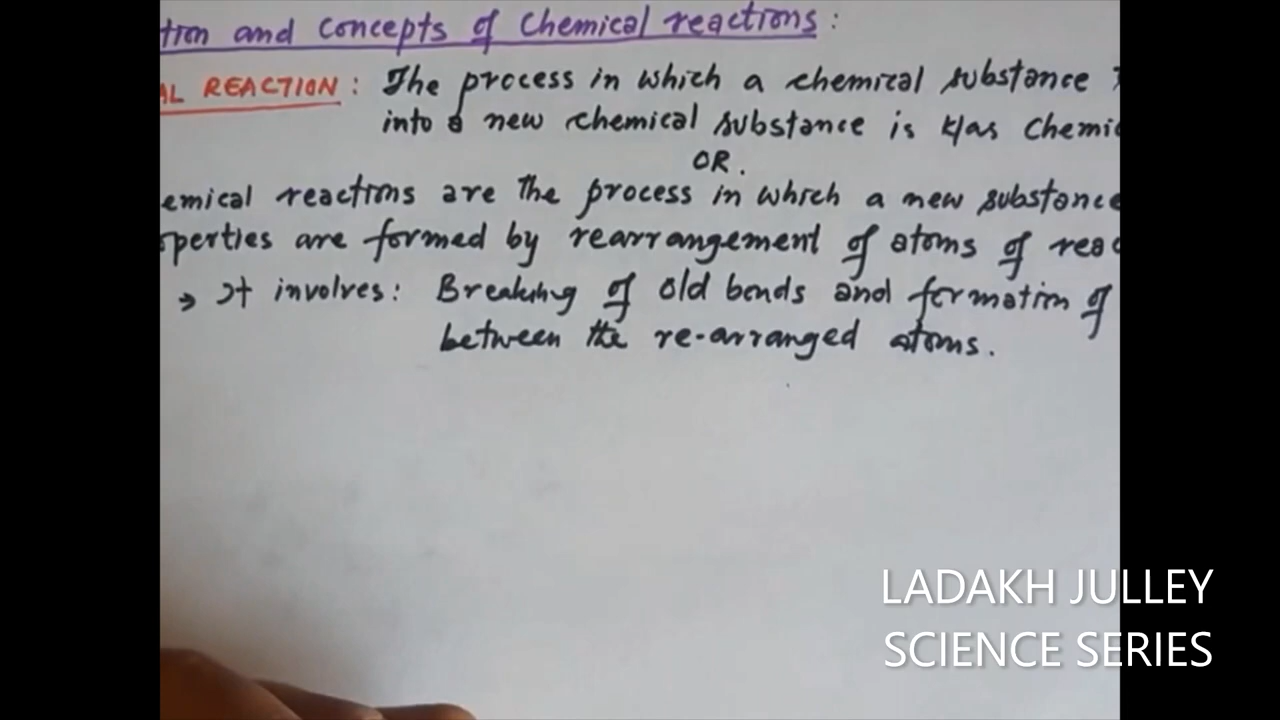 tion and Concepts of Chemical reactions :
AL REACTION : The process in which a chemical substance
into a new chemical substance is k/as Chemic
OR.
emical reactions are the process in which a new substance
operties are formed by rearrangement of atoms of reac
→ It involves: Breaking of old bonds and formation of
between the re-arranged atoms.
LADAKH JULLEY
SCIENCE SERIES